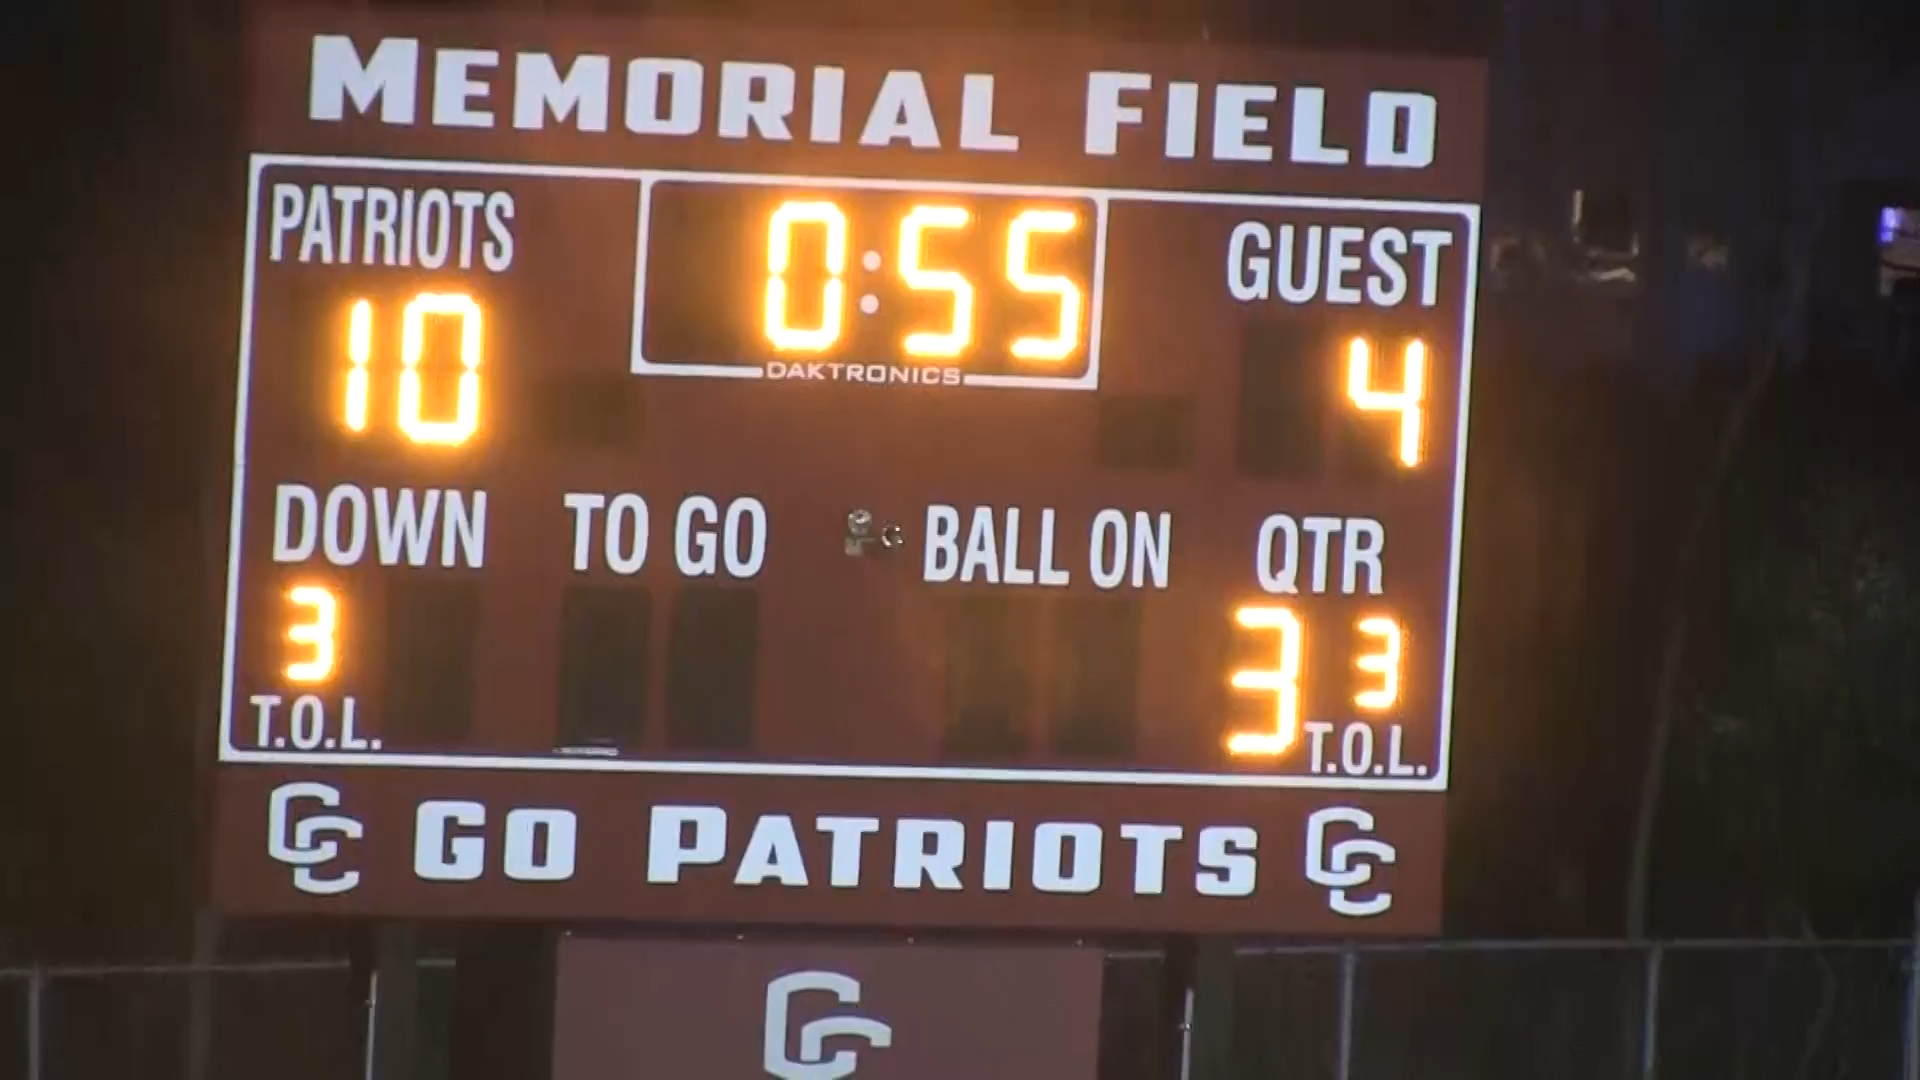 MEMORIAL FIELD
PATRIOTS 0:55 GUEST
DAKTRONICS
10 4
DOWN TO GO BALL ON QTR
3 3 3
T.O.L. T.O.L.
CC GO PATRIOTS CC
CC